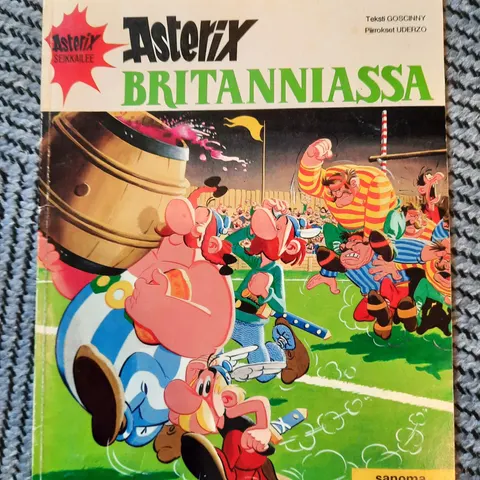 Asterix
SEIKKAILEE
Asterix
BRITANNIASSA
Teksti GOSCINNY
Piirrokset UDERZO
sanoma